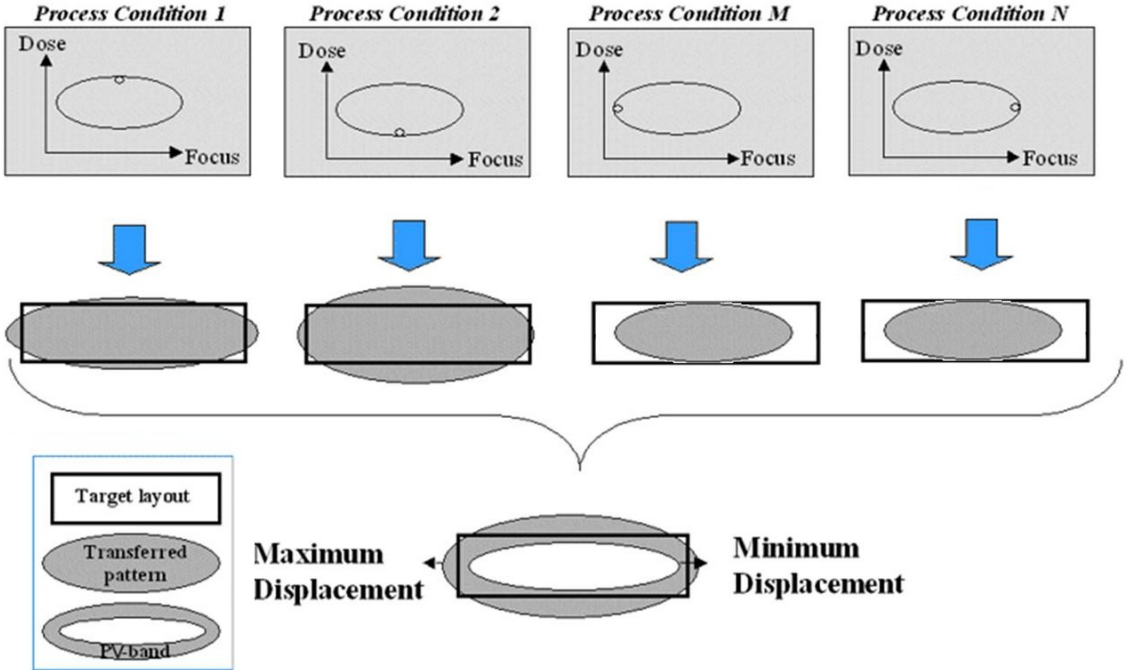 Process Condition 1
Process Condition 2
Process Condition M
Process Condition N
Dose
Focus
Dose
Focus
Dose
Focus
Dose
Focus
Target layout
Transferred
pattern
PV-band
Maximum
Displacement
Minimum
Displacement